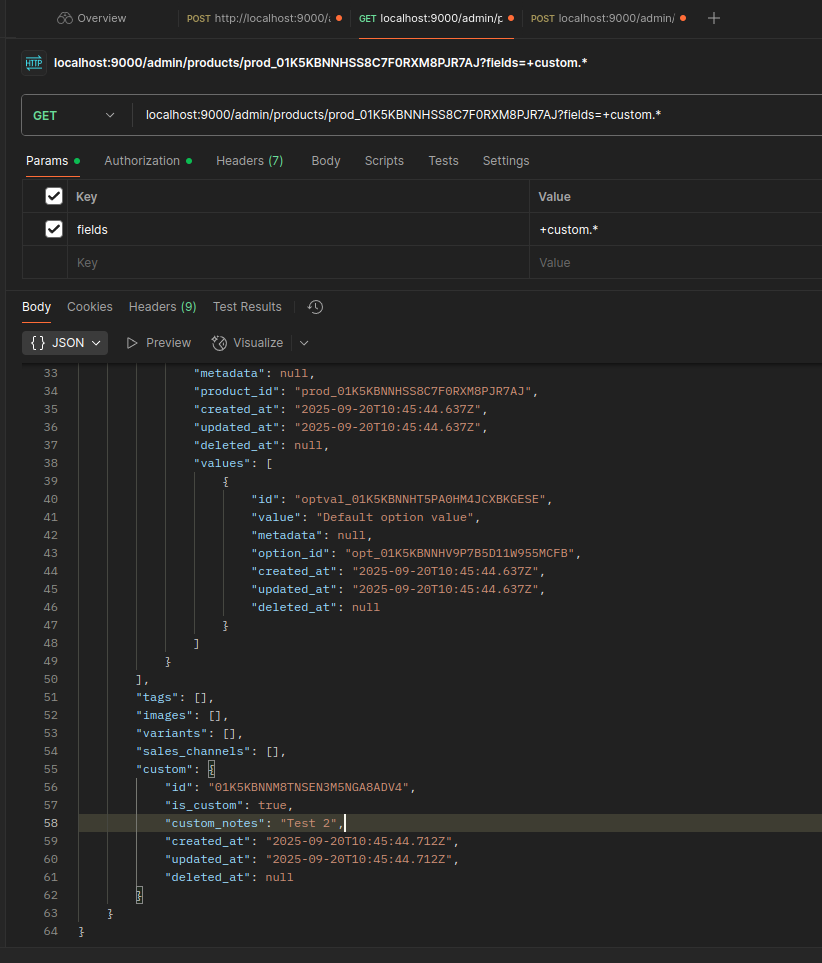 Overview POST http://localhost:9000/a GET localhost:9000/admin/p POST localhost:9000/admin/
HTTP localhost:9000/admin/products/prod_01K5KBNNHSS8C7F0RXM8PJR7AJ?fields=+custom.*
GET localhost:9000/admin/products/prod_01K5KBNNHSS8C7F0RXM8PJR7AJ?fields=+custom.*
Params Authorization Headers (7) Body Scripts Tests Settings
Key Value
fields +custom.*
Key Value
Body Cookies Headers (9) Test Results
{} JSON Preview Visualize
33 "metadata": null,
34 "product_id": "prod_01K5KBNNHSS8C7F0RXM8PJR7AJ",
35 "created_at": "2025-09-20T10:45:44.637Z",
36 "updated_at": "2025-09-20T10:45:44.637Z",
37 "deleted_at": null,
38 "values": [
39 {
40 "id": "optval_01K5KBNNHT5PA0HM4JCXBKGESE",
41 "value": "Default option value",
42 "metadata": null,
43 "option_id": "opt_01K5KBNNHV9P7B5D11W955MCFB",
44 "created_at": "2025-09-20T10:45:44.637Z",
45 "updated_at": "2025-09-20T10:45:44.637Z",
46 "deleted_at": null
47 }
48 ]
49 }
50 ],
51 "tags": [],
52 "images": [],
53 "variants": [],
54 "sales_channels": [],
55 "custom": {
56 "id": "01K5KBNNM8TNSEN3M5NGA8ADV4",
57 "is_custom": true,
58 "custom_notes": "Test 2",
59 "created_at": "2025-09-20T10:45:44.712Z",
60 "updated_at": "2025-09-20T10:45:44.712Z",
61 "deleted_at": null
62 }
63 }
64 }